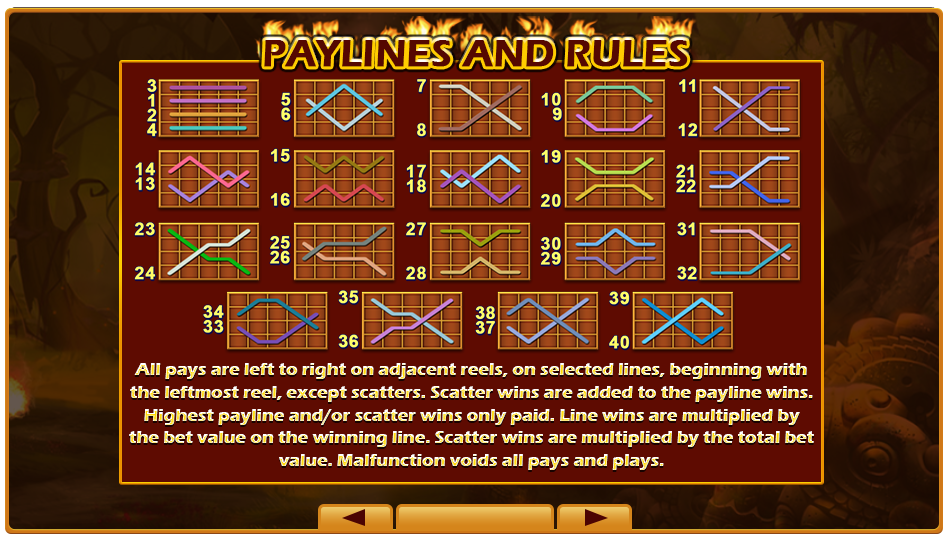 PAYLINES AND RULES
3 5 7 10 11
1 6 8 9 12
2
4
14 15 17 19 21
13 16 18 20 22
23 25 27 30 31
24 26 28 29 32
34 35 38 39
33 36 37 40
All pays are left to right on adjacent reels, on selected lines, beginning with
the leftmost reel, except scatters. Scatter wins are added to the payline wins.
Highest payline and/or scatter wins only paid. Line wins are multiplied by
the bet value on the winning line. Scatter wins are multiplied by the total bet
value. Malfunction voids all pays and plays.